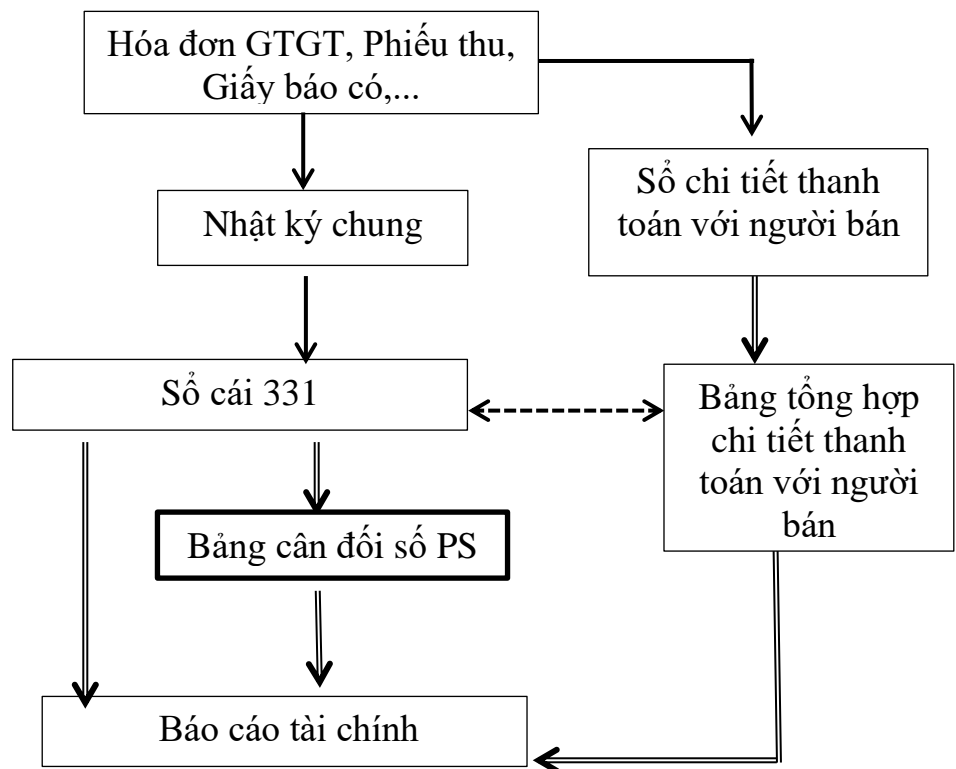 Hóa đơn GTGT, Phiếu thu,
Giấy báo có,...
Sổ chi tiết thanh
toán với người bán
Nhật ký chung
Sổ cái 331
Bảng tổng hợp
chi tiết thanh
toán với người
bán
Bảng cân đối số PS
Báo cáo tài chính